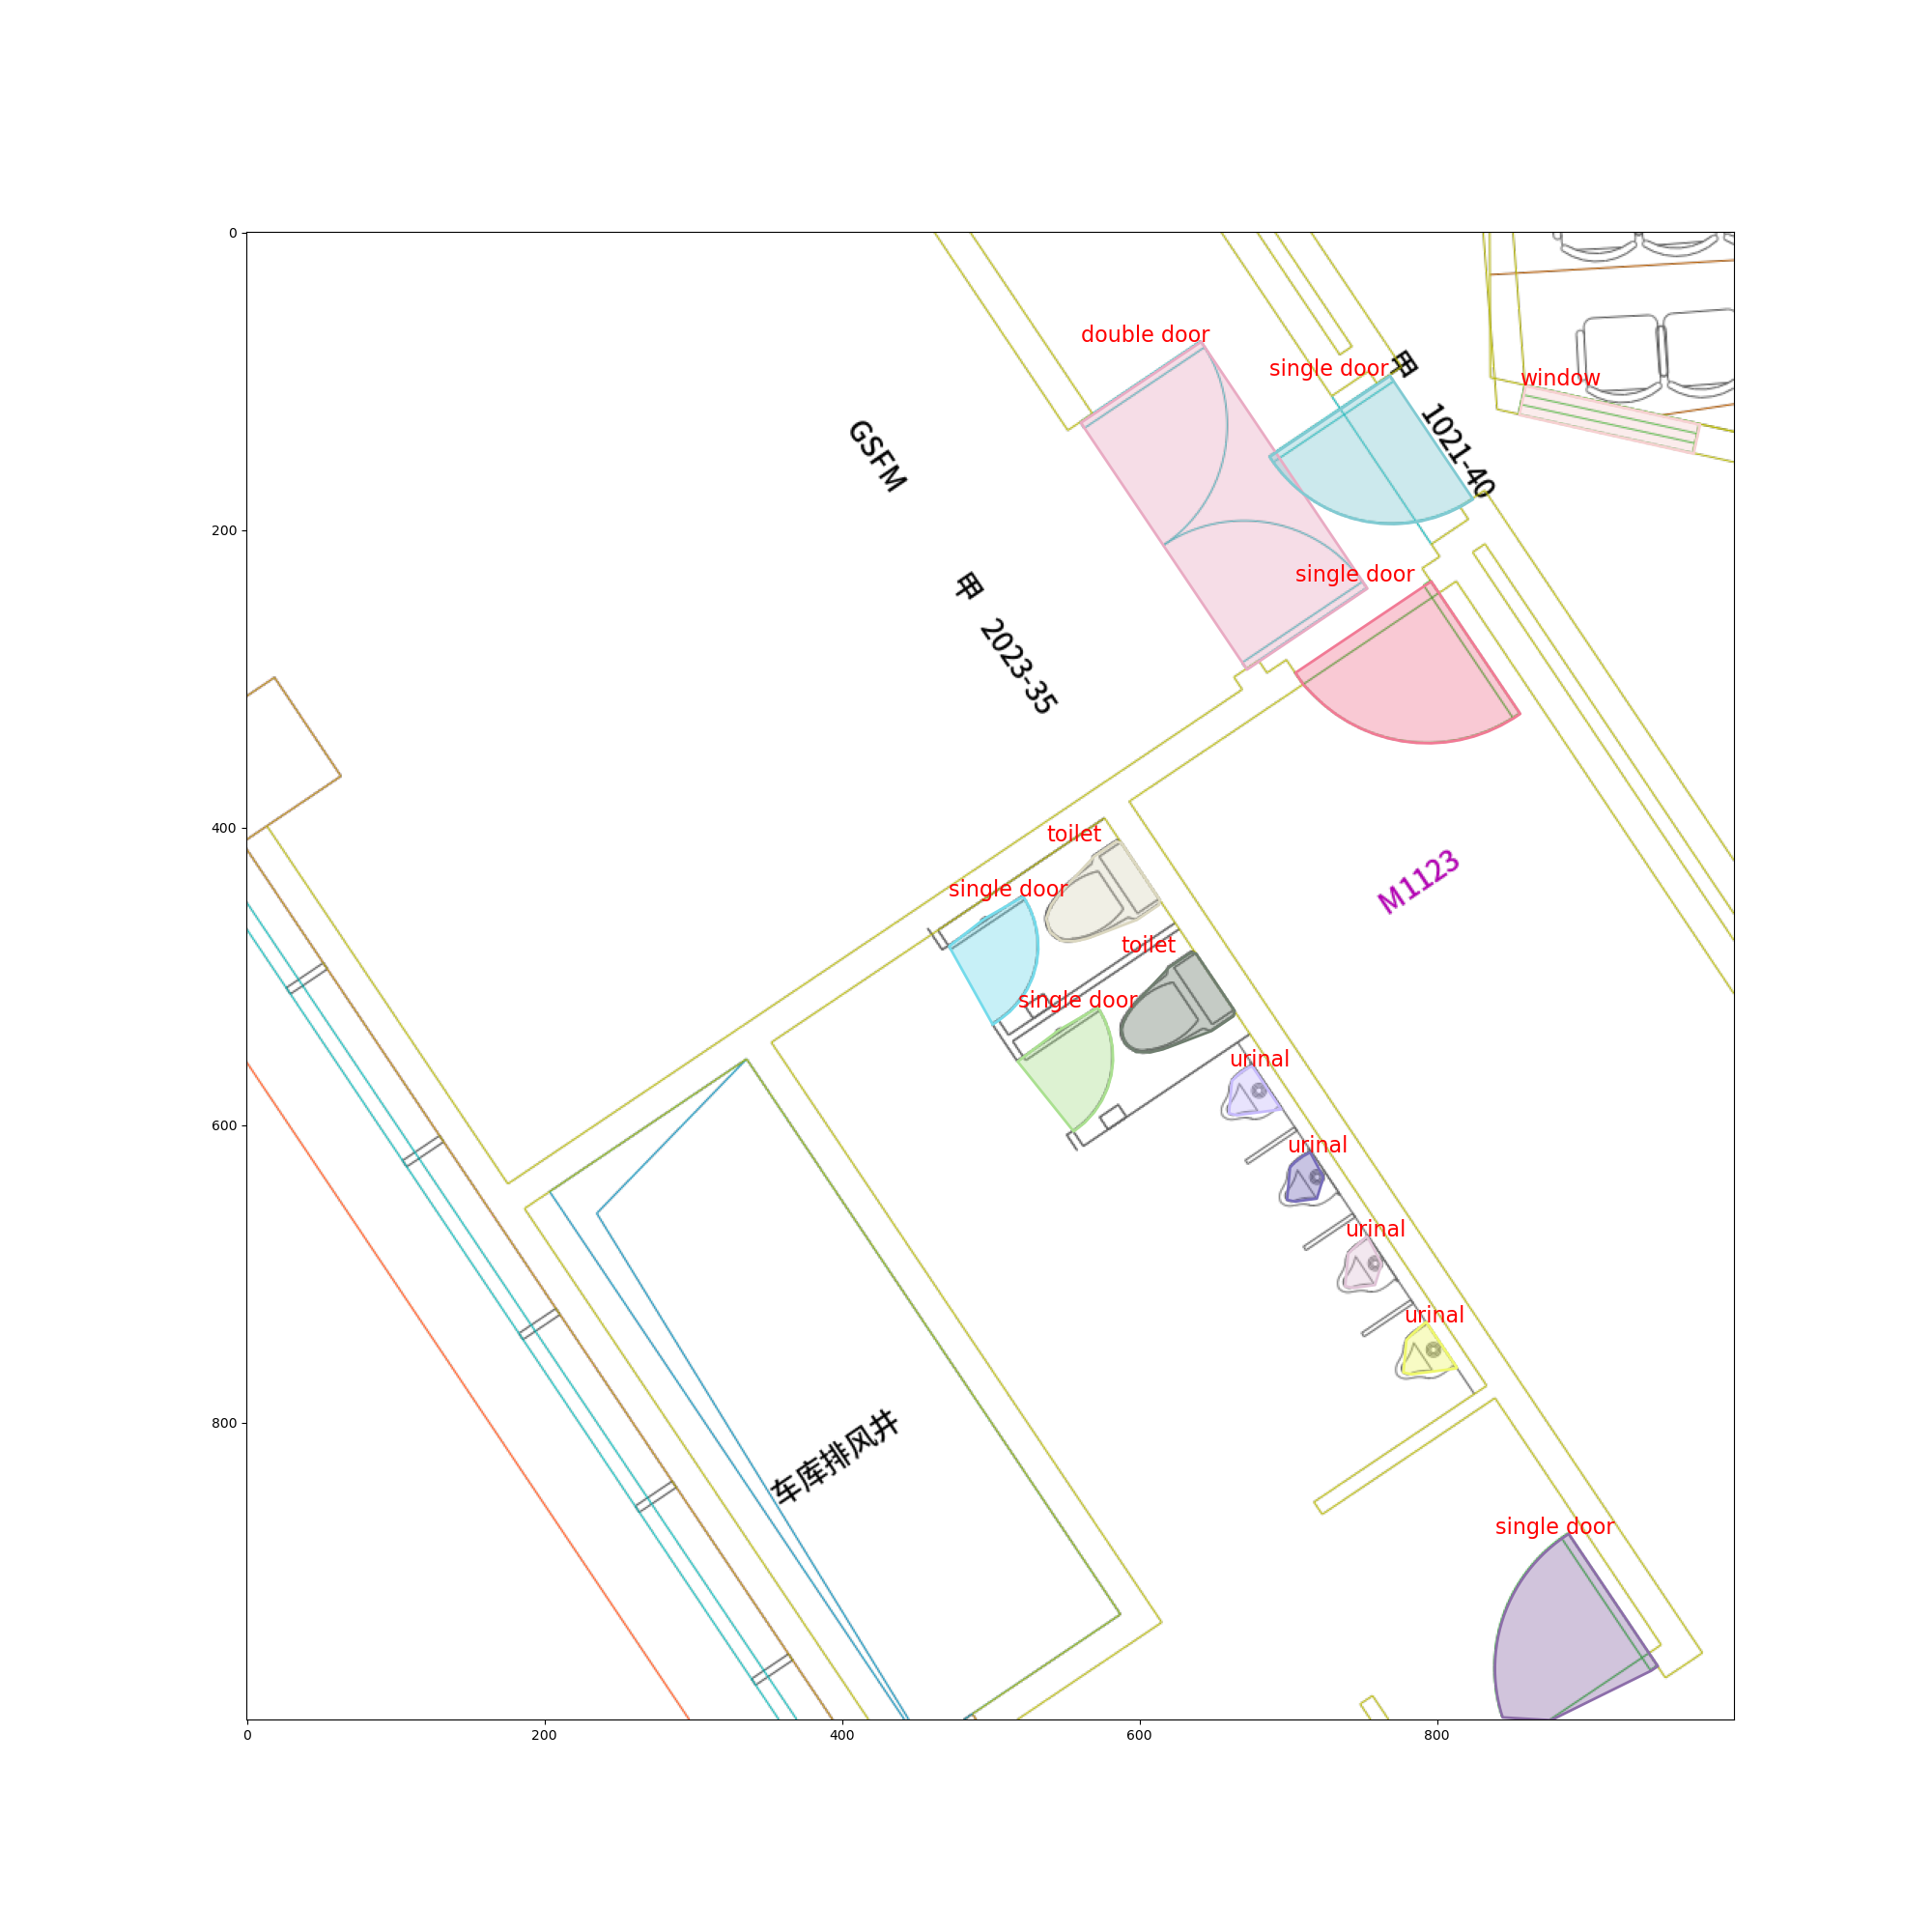 0
double door
甲 1021-40
single door
window
GSFM
200
甲 2023-35
single door
400
toilet
M1123
single door
toilet
single door
urinal
600
urinal
urinal
urinal
800
车库排风井
single door
0
200
400
600
800